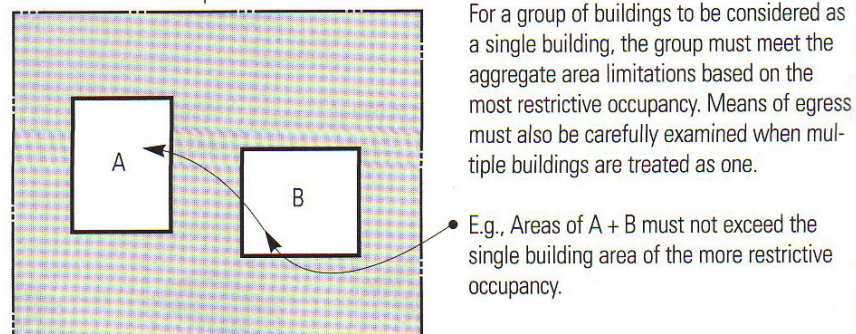 For a group of buildings to be considered as
a single building, the group must meet the
aggregate area limitations based on the
most restrictive occupancy. Means of egress
must also be carefully examined when mul-
tiple buildings are treated as one.
A
B
• E.g., Areas of A + B must not exceed the
single building area of the more restrictive
occupancy.